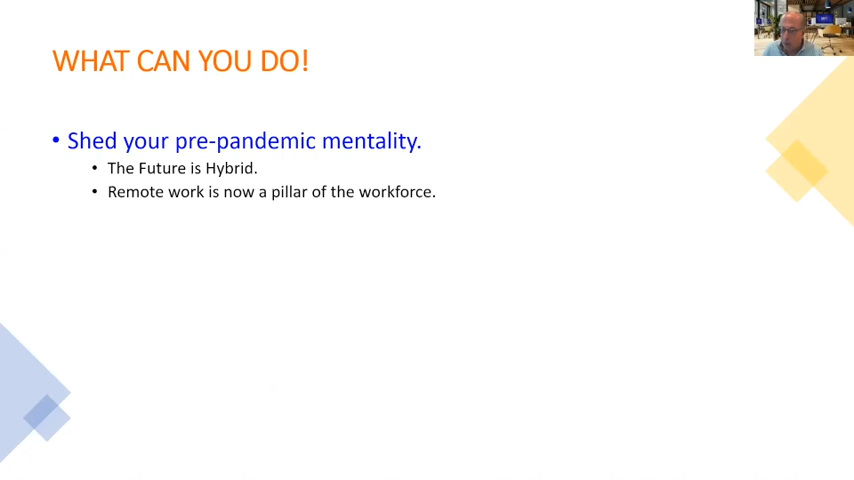 WHAT CAN YOU DO!
• Shed your pre-pandemic mentality.
• The Future is Hybrid.
• Remote work is now a pillar of the workforce.